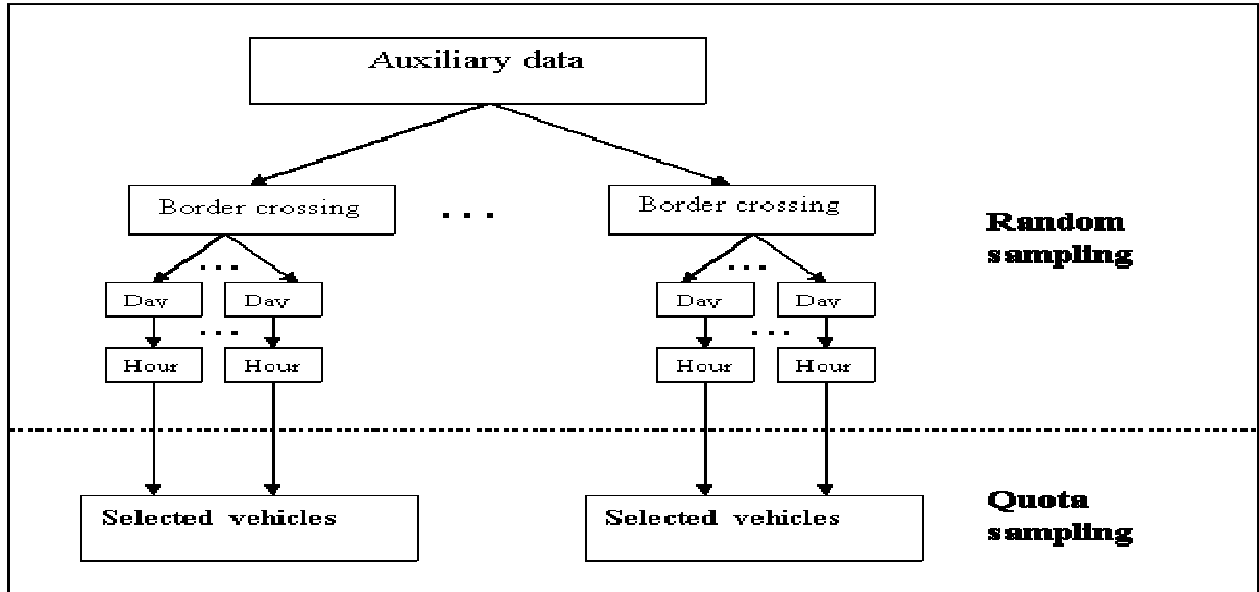 Auxiliary data
Border crossing
. . .
Border crossing
Random
sampling
...
...
Day
Day
Day
Day
...
...
Hour
Hour
Hour
Hour
Selected vehicles
Selected vehicles
Quota
sampling